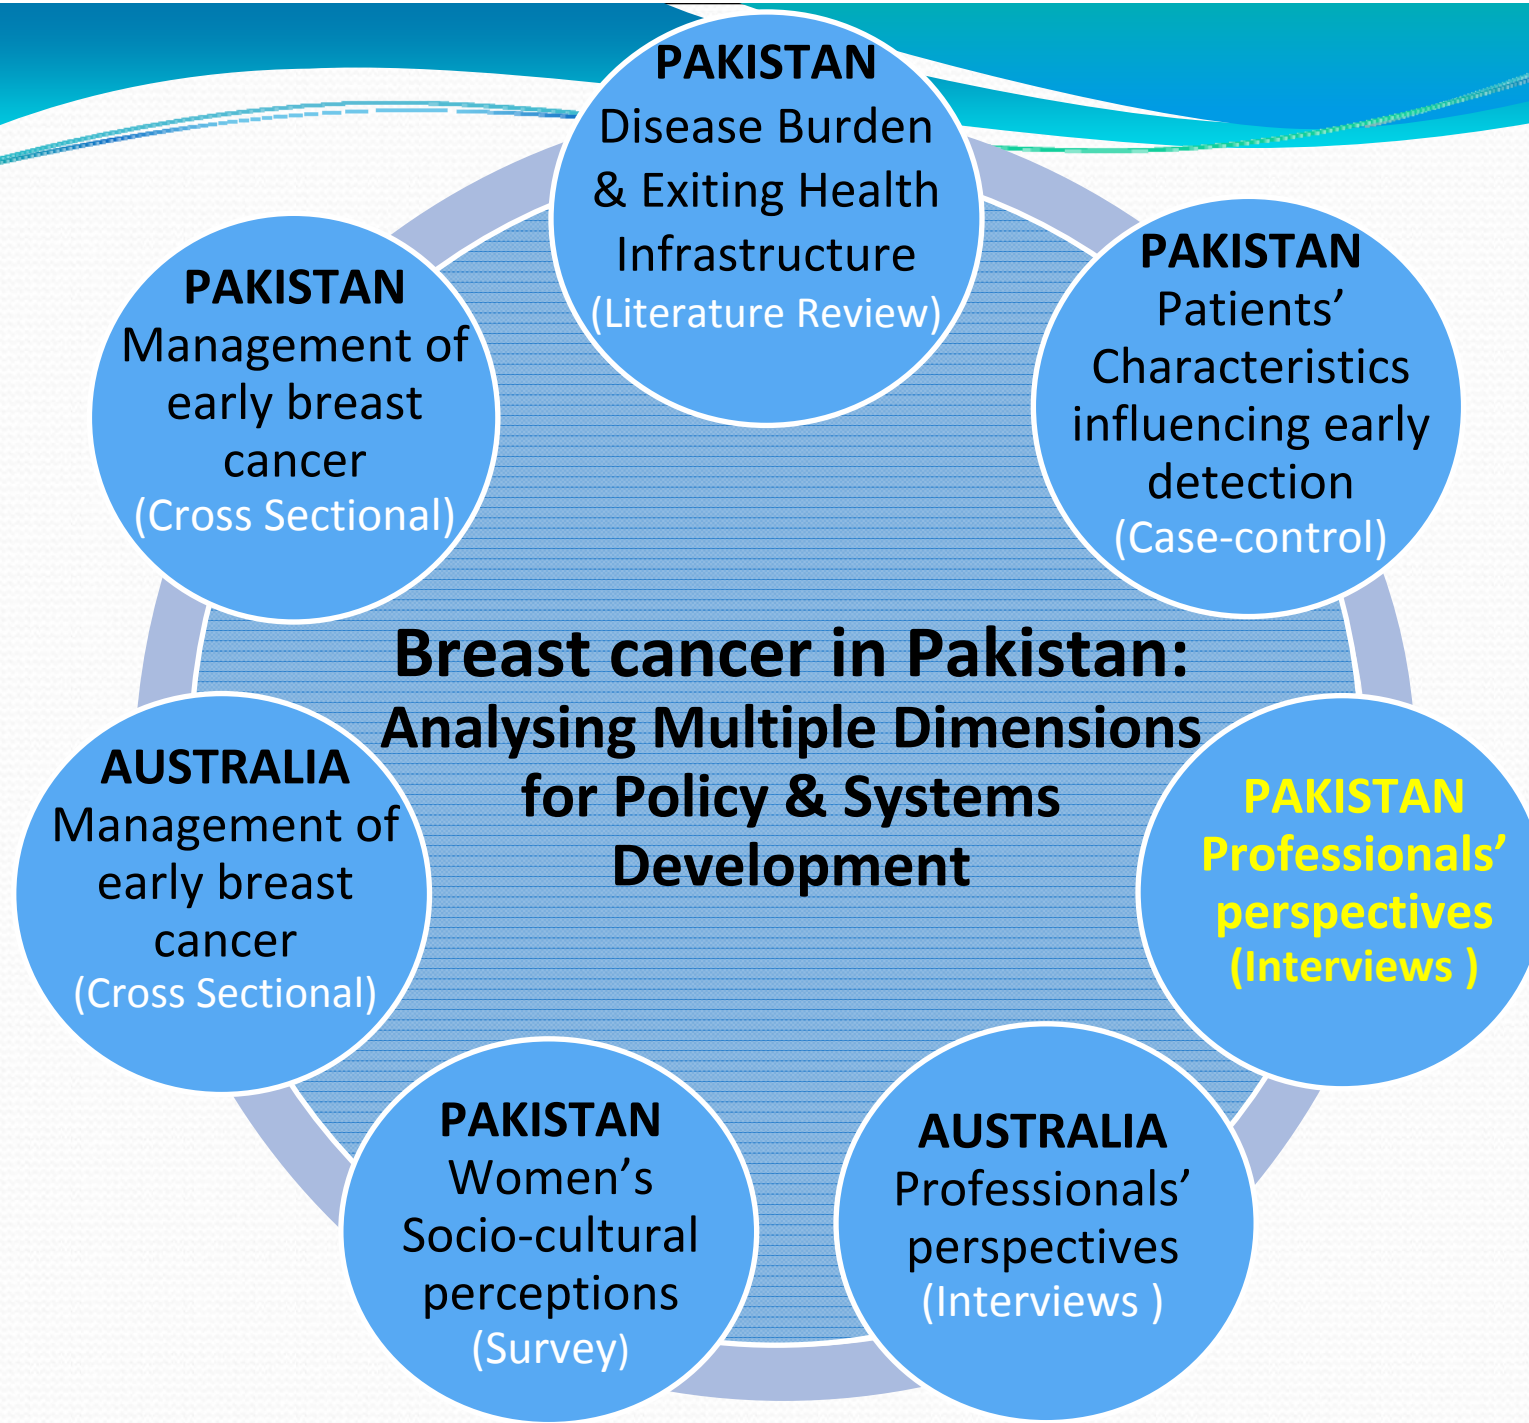 PAKISTAN
Disease Burden
& Exiting Health
Infrastructure
(Literature Review)
PAKISTAN
Patients’
Characteristics
influencing early
detection
(Case-control)
PAKISTAN
Professionals’
perspectives
(Interviews )
AUSTRALIA
Professionals’
perspectives
(Interviews )
PAKISTAN
Women’s
Socio-cultural
perceptions
(Survey)
AUSTRALIA
Management of
early breast
cancer
(Cross Sectional)
PAKISTAN
Management of
early breast
cancer
(Cross Sectional)
Breast cancer in Pakistan:
Analysing Multiple Dimensions
for Policy & Systems
Development